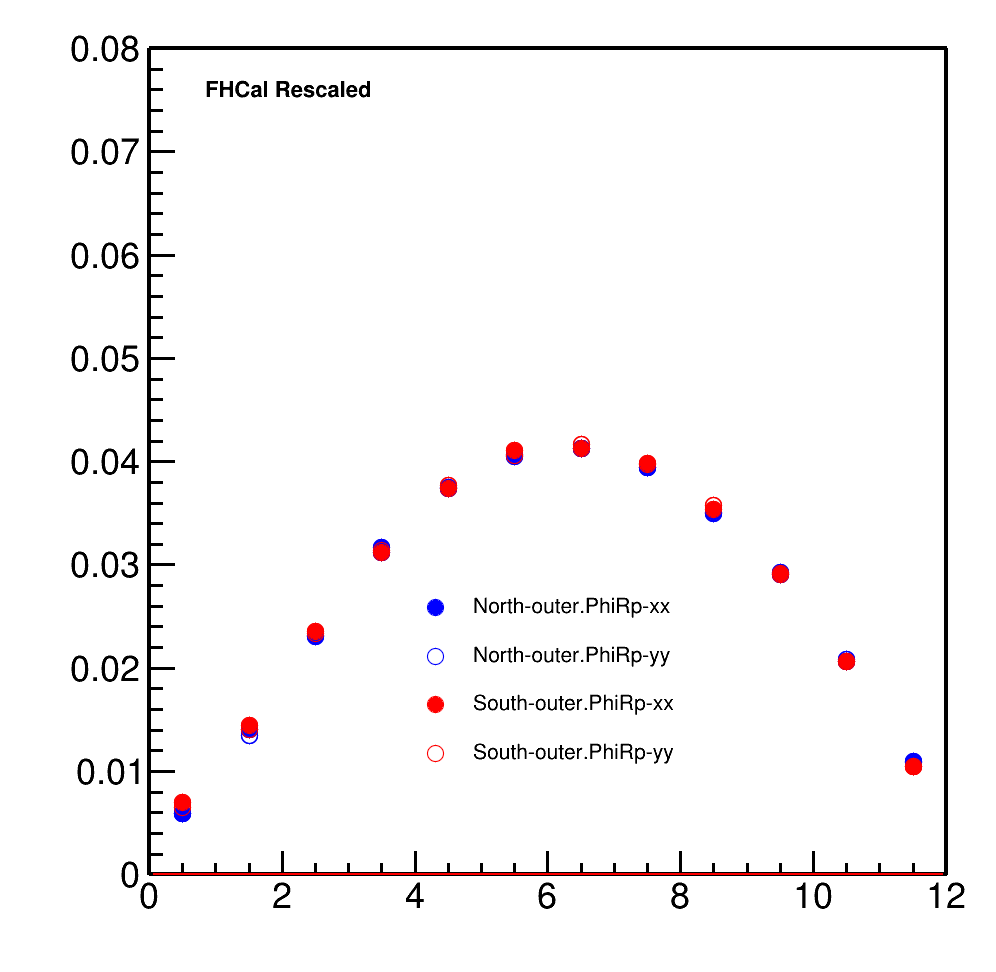 0.08
FHCal Rescaled
0.07
0.06
0.05
0.04
0.03
North-outer.PhiRp-xx
North-outer.PhiRp-yy
0.02
South-outer.PhiRp-xx
South-outer.PhiRp-yy
0.01
0
0 2 4 6 8 10 12